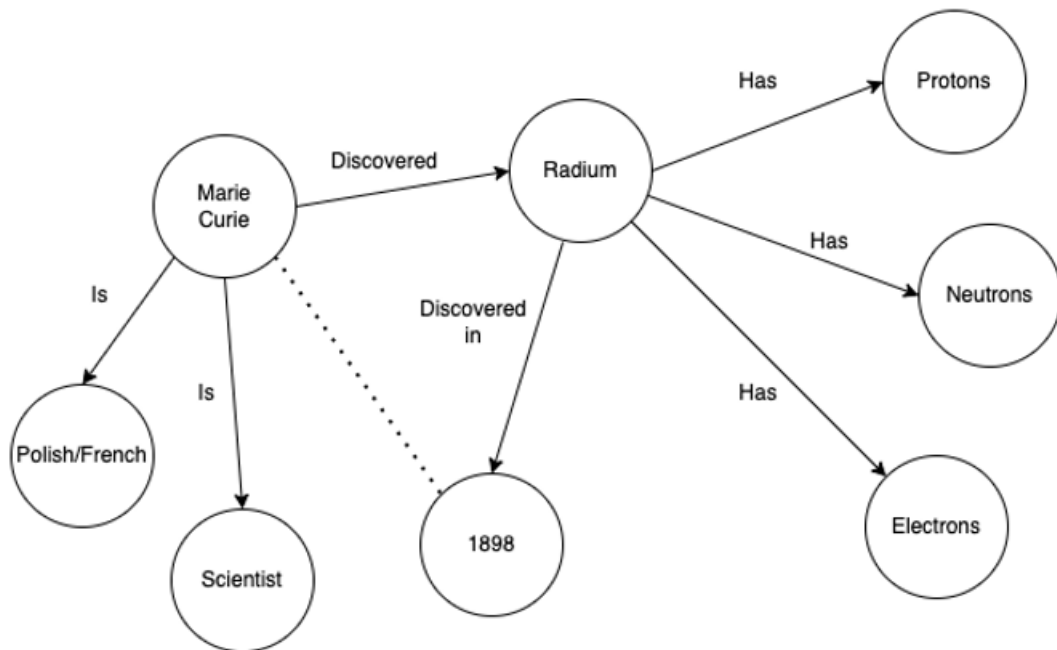 Protons
Has
Radium
Discovered
Marie
Curie
Has
Neutrons
Is
Discovered
in
Is
Has
Polish/French
Electrons
1898
Scientist